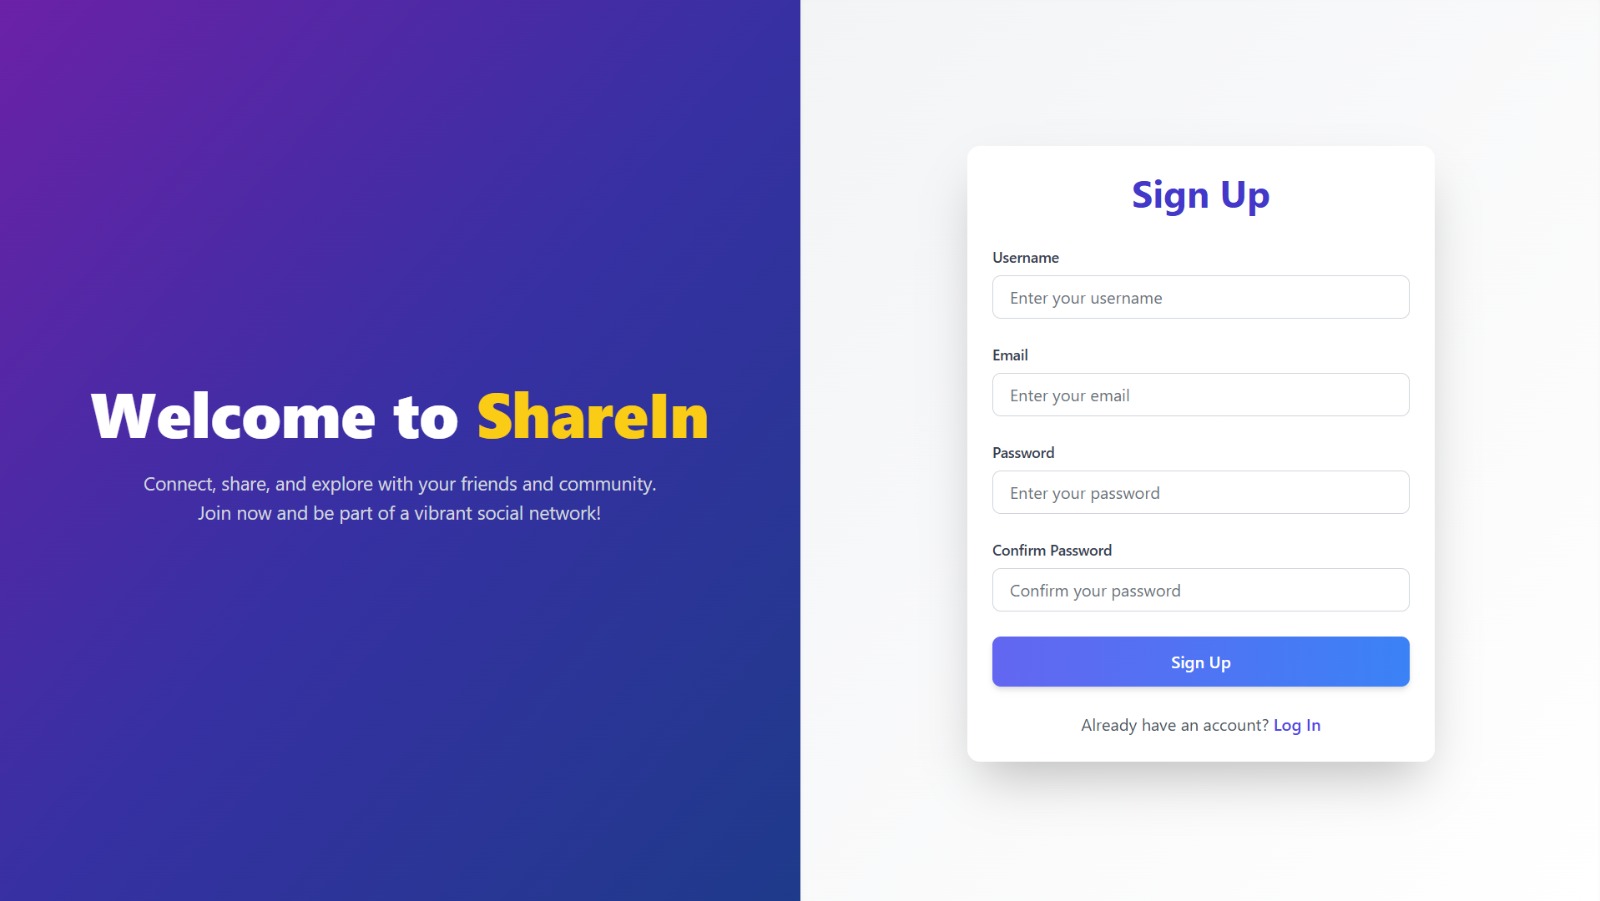 Welcome to ShareIn
Connect, share, and explore with your friends and community.
Join now and be part of a vibrant social network!
Sign Up
Username
Enter your username
Email
Enter your email
Password
Enter your password
Confirm Password
Confirm your password
Sign Up
Already have an account? Log In